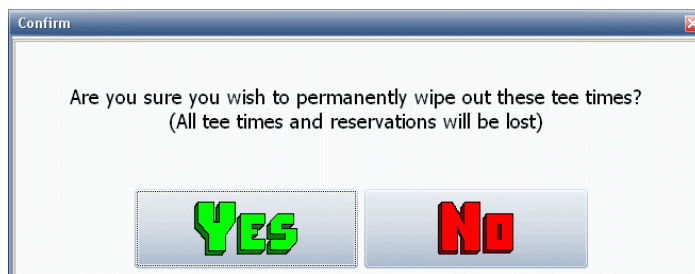 Confirm
Are you sure you wish to permanently wipe out these tee times?
(All tee times and reservations will be lost)
Yes No